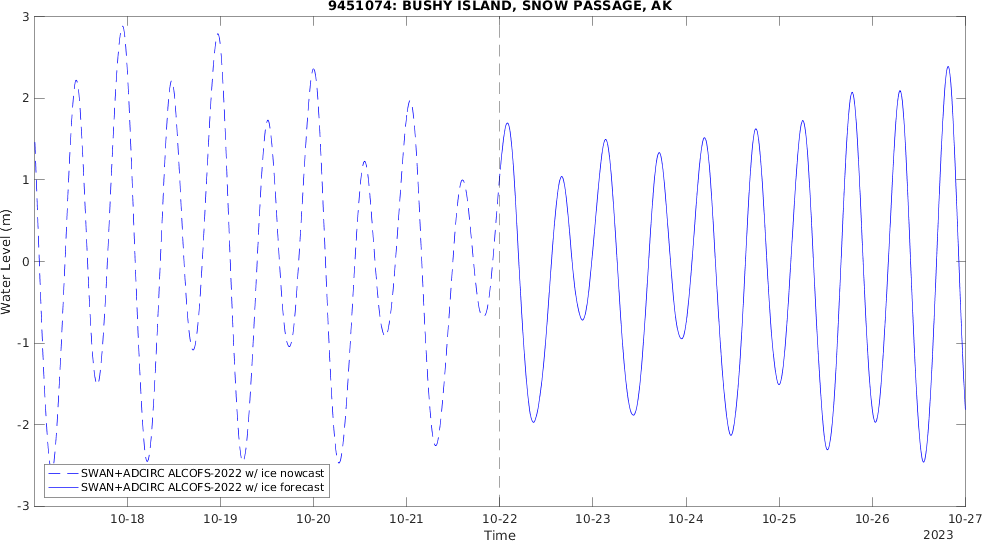 9451074: BUSHY ISLAND, SNOW PASSAGE, AK
3
2
1
0
-1
-2
-3
Water Level (m)
SWAN+ADCIRC ALCOFS-2022 w/ ice nowcast
SWAN+ADCIRC ALCOFS-2022 w/ ice forecast
10-18 10-19 10-20 10-21 10-22 10-23 10-24 10-25 10-26 10-27
Time
2023